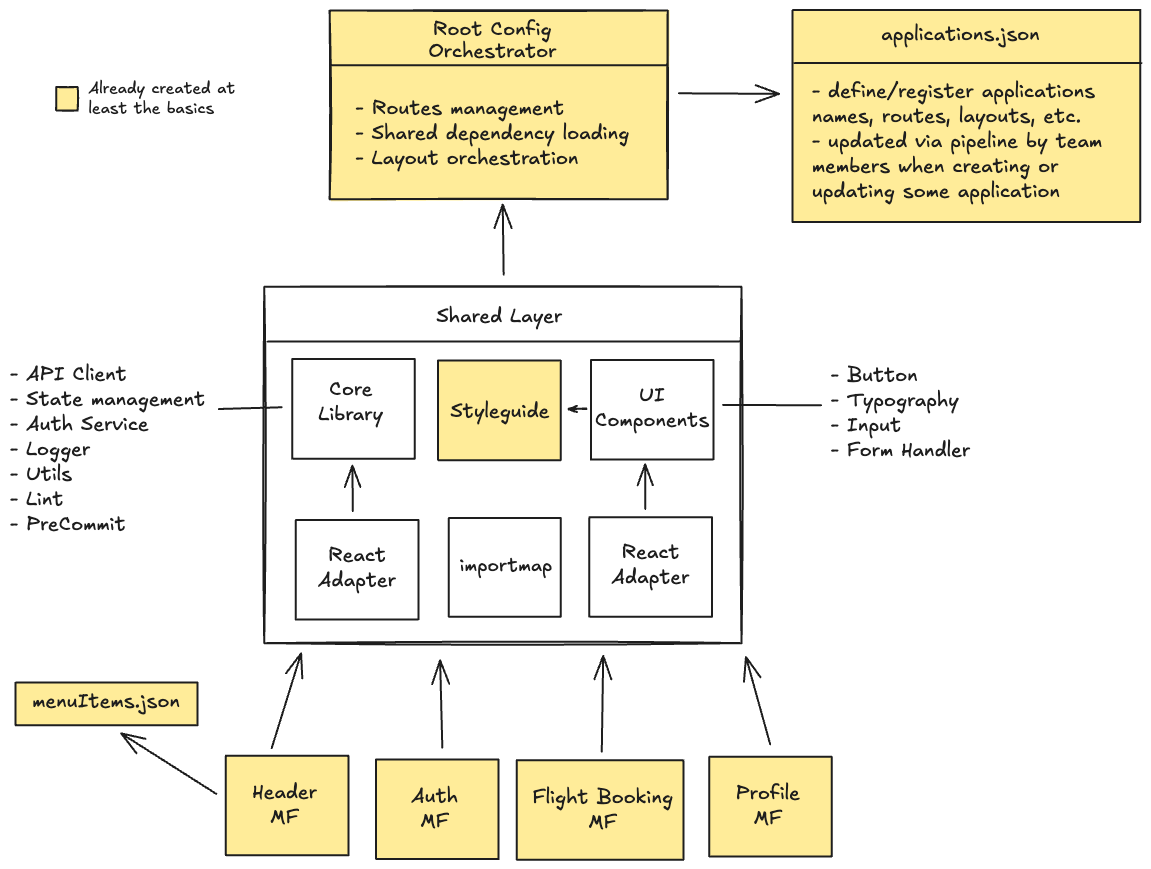 Root Config
Orchestrator
- Routes management
- Shared dependency loading
- Layout orchestration
applications.json
- define/register applications
names, routes, layouts, etc.
- updated via pipeline by team
members when creating or
updating some application
Already created at
least the basics
Shared Layer
- API Client
- State management
- Auth Service
- Logger
- Utils
- Lint
- PreCommit
Core
Library
Styleguide
UI
Components
- Button
- Typography
- Input
- Form Handler
React
Adapter
importmap
React
Adapter
menuItems.json
Header
MF
Auth
MF
Flight Booking
MF
Profile
MF